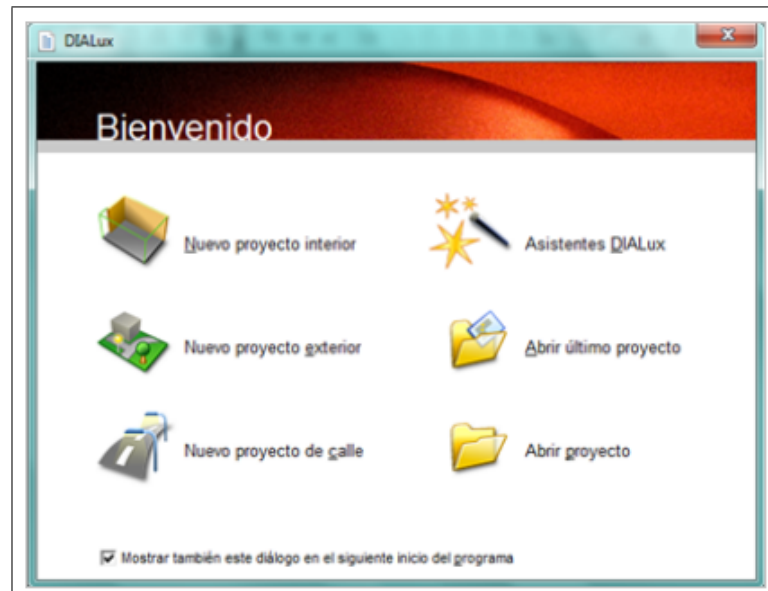 DIALux
Bienvenido
Nuevo proyecto interior
Asistentes DIALux
Nuevo proyecto exterior
Abrir último proyecto
Nuevo proyecto de calle
Abrir proyecto
Mostrar también este diálogo en el siguiente inicio del programa